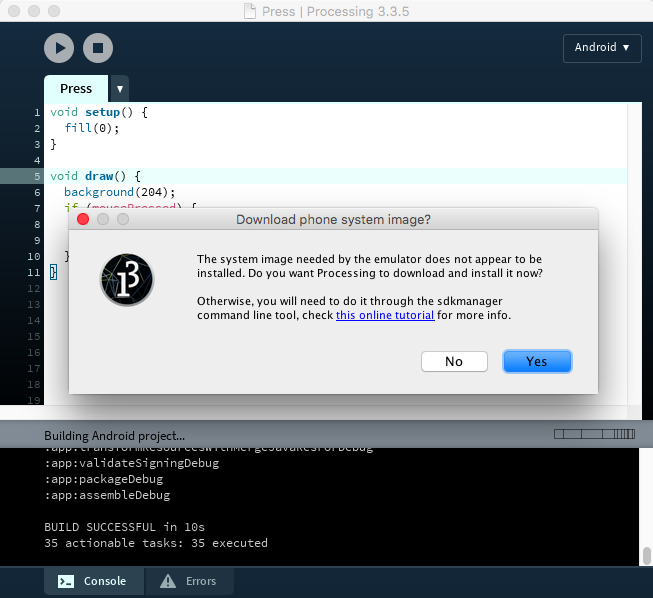 Press | Processing 3.3.5
Android ▼
Press ▼
1 void setup() {
2 fill(0);
3 }
4
5 void draw() {
6 background(204);
7 if (mousePressed) {
8
9
10 }
11 }
12
13
14
15
16
17
18
19
Download phone system image?
The system image needed by the emulator does not appear to be
installed. Do you want Processing to download and install it now?
Otherwise, you will need to do it through the sdkmanager
command line tool, check this online tutorial for more info.
No Yes
Building Android project...
:app:transformResourcesWithMergeJavaResForDebug
:app:validateSigningDebug
:app:packageDebug
:app:assembleDebug
BUILD SUCCESSFUL in 10s
35 actionable tasks: 35 executed
Console Errors